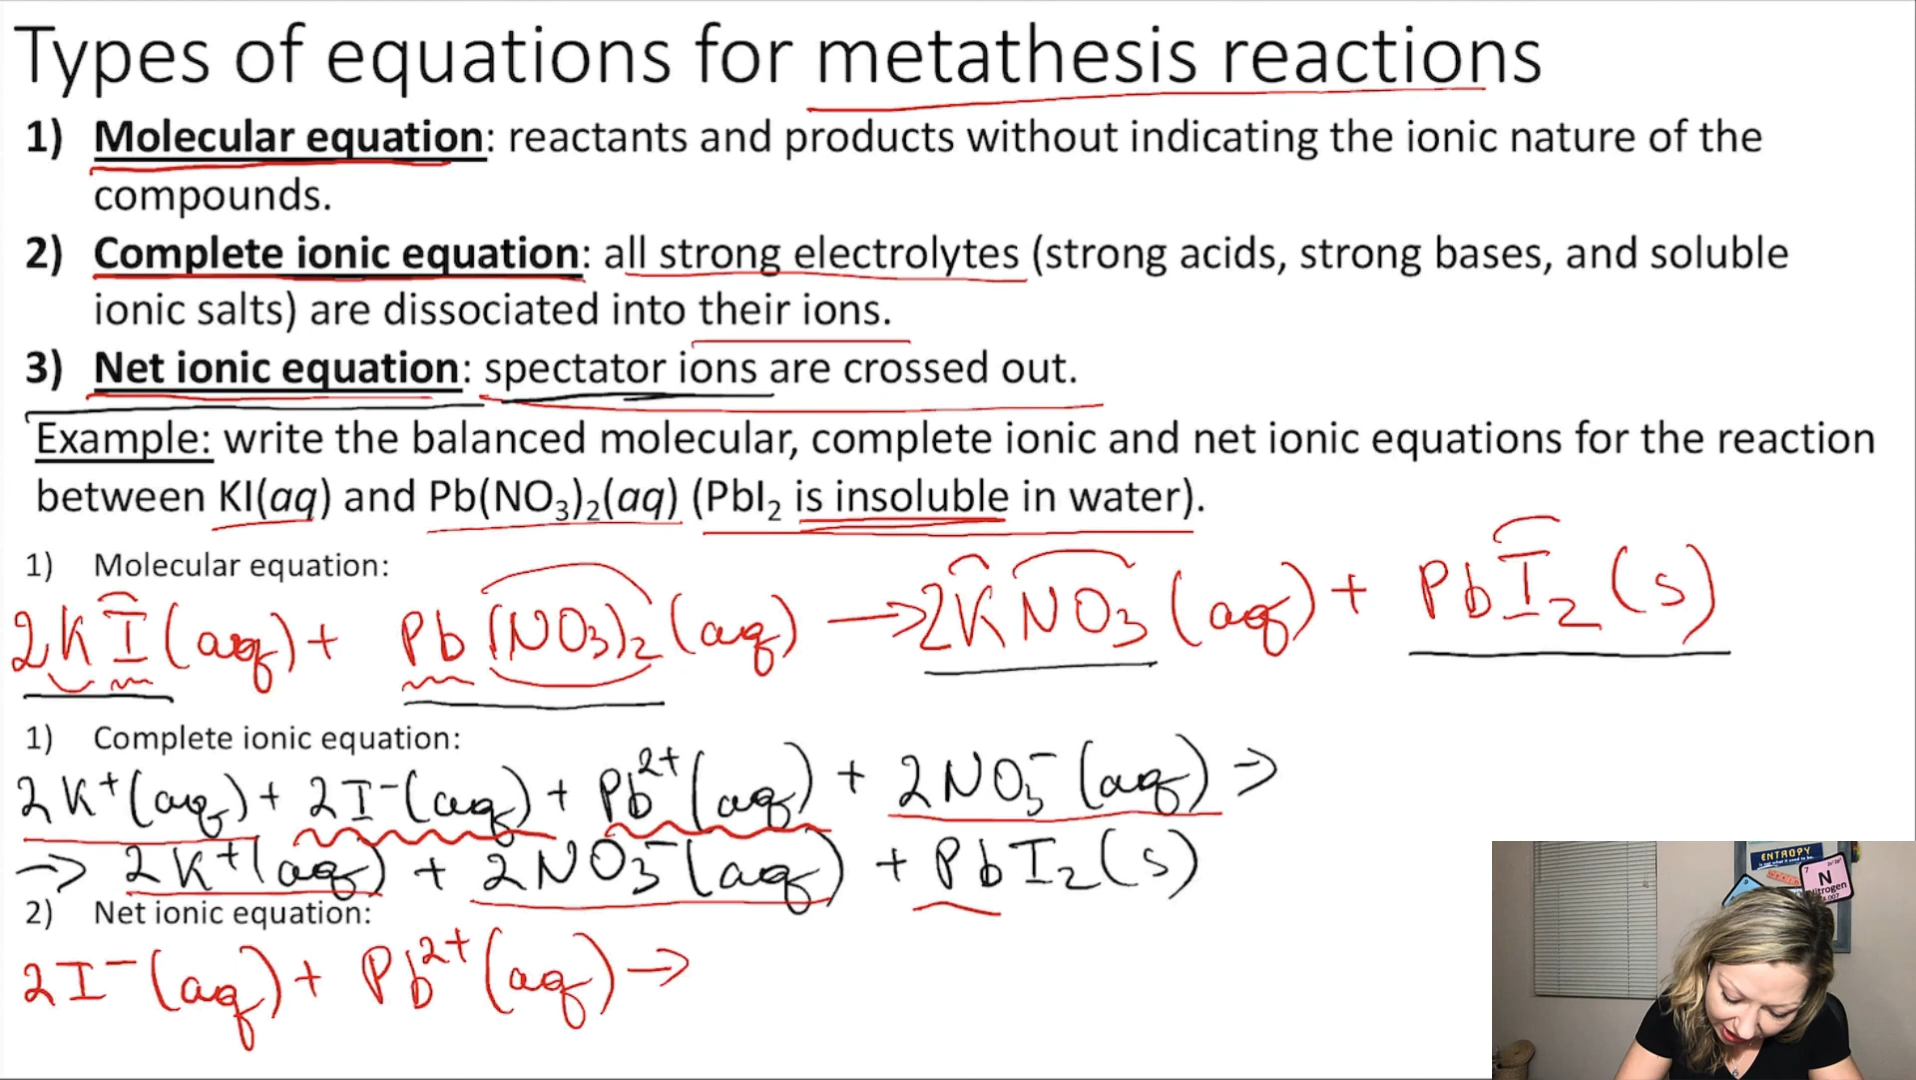 Types of equations for metathesis reactions
1) Molecular equation: reactants and products without indicating the ionic nature of the
compounds.
2) Complete ionic equation: all strong electrolytes (strong acids, strong bases, and soluble
ionic salts) are dissociated into their ions.
3) Net ionic equation: spectator ions are crossed out.
Example: write the balanced molecular, complete ionic and net ionic equations for the reaction
between KI(aq) and Pb(NO₃)₂(aq) (PbI₂ is insoluble in water).
1) Molecular equation:
2KI(aq) + Pb(NO₃)₂(aq) → 2KNO₃(aq) + PbI₂(s)
1) Complete ionic equation:
2K⁺(aq) + 2I⁻(aq) + Pb²⁺(aq) + 2NO₃⁻(aq) →
→ 2K⁺(aq) + 2NO₃⁻(aq) + PbI₂(s)
2) Net ionic equation:
2I⁻(aq) + Pb²⁺(aq) →
ENTROPY
7
N
Nitrogen